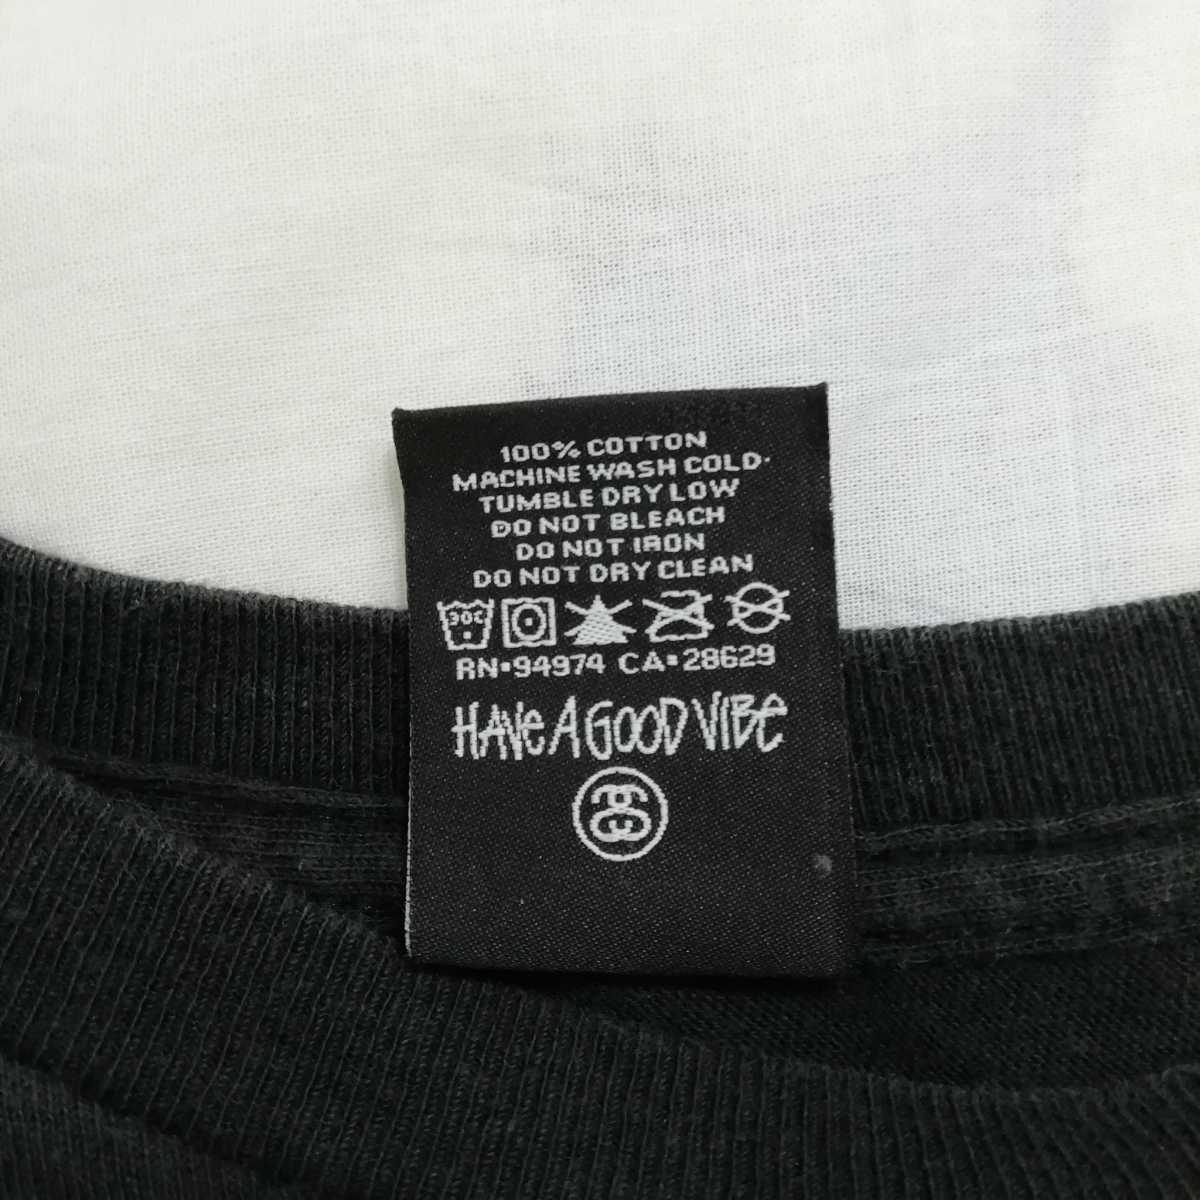 100% COTTON
MACHINE WASH COLD
TUMBLE DRY LOW
DO NOT BLEACH
DO NOT IRON
DO NOT DRY CLEAN
30C
RN•94974 CA•28629
HAVE A GOOD VIBE